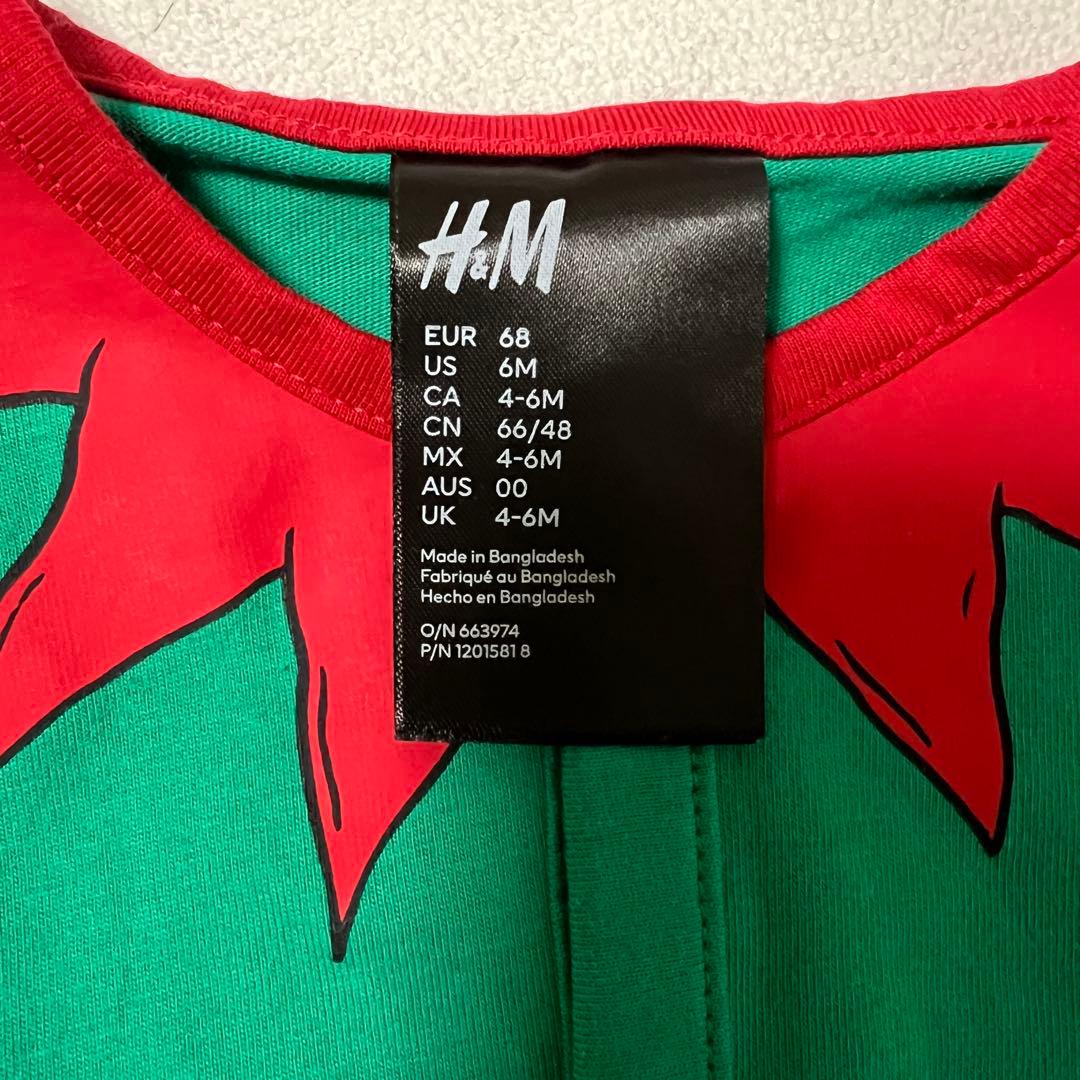 H&M
EUR 68
US 6M
CA 4-6M
CN 66/48
MX 4-6M
AUS 00
UK 4-6M
Made in Bangladesh
Fabriqué au Bangladesh
Hecho en Bangladesh
O/N 663974
P/N 1201581 8